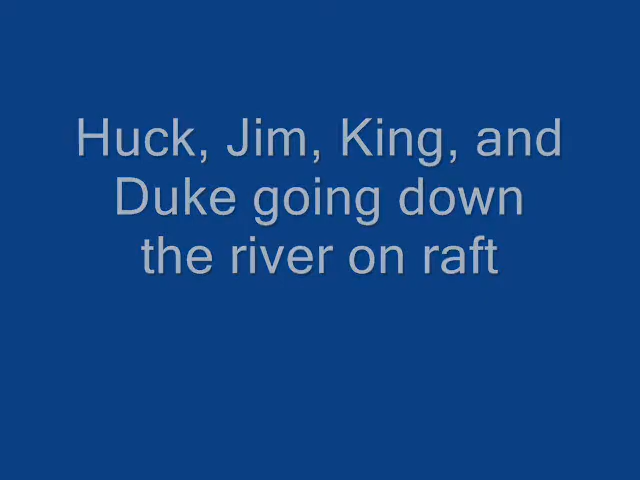 Huck, Jim, King, and
Duke going down
the river on raft